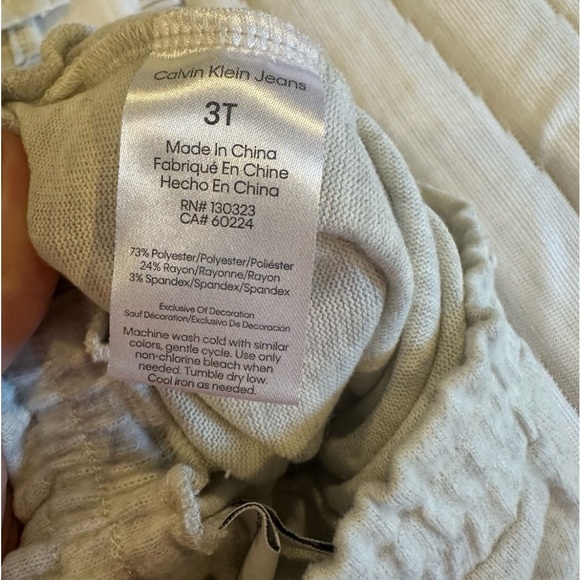 Calvin Klein Jeans
3T
Made In China
Fabriqué En Chine
Hecho En China
RN# 130323
CA# 60224
73% Polyester/Polyester/Poliéster
24% Rayon/Rayonne/Rayon
3% Spandex/Spandex/Spandex
Exclusive Of Decoration
Sauf Décoration/Exclusivo De Decoración
Machine wash cold with similar
colors, gentle cycle. Use only
non-chlorine bleach when
needed. Tumble dry low.
Cool iron as needed.